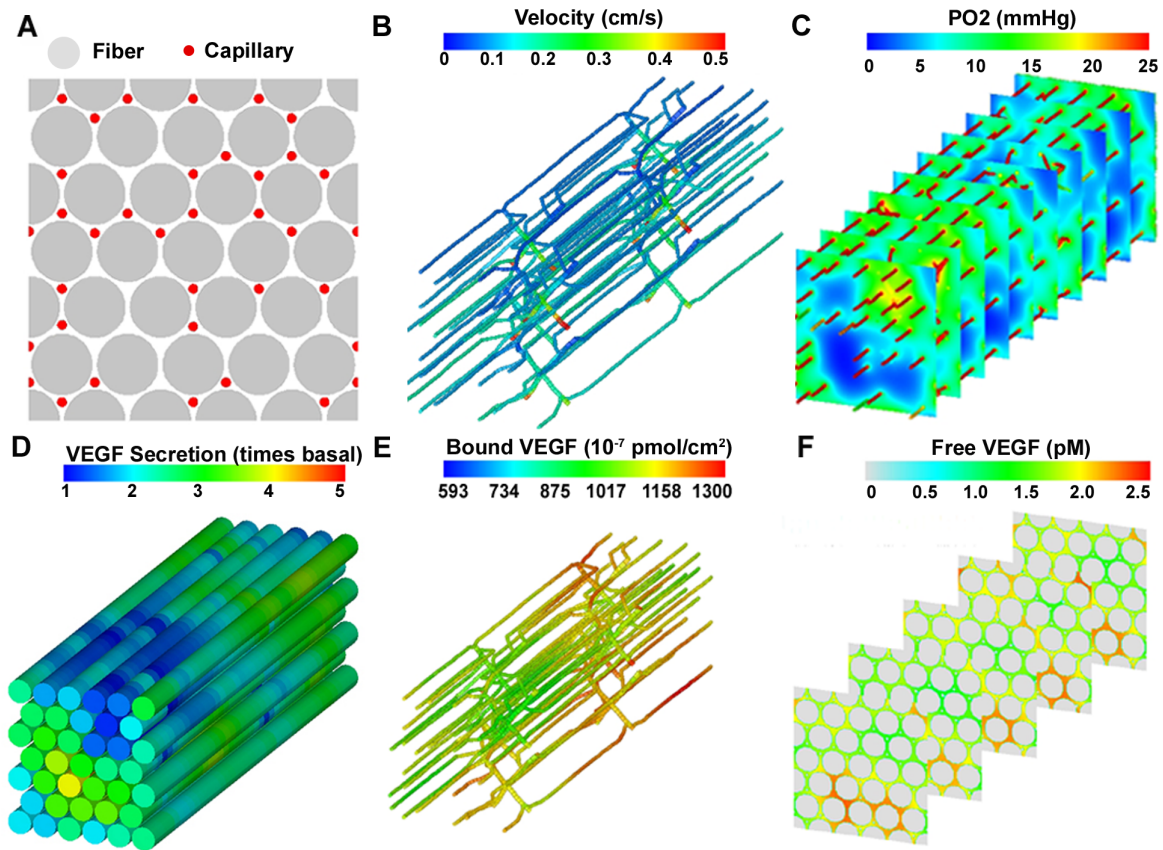 A
Fiber
Capillary
B
Velocity (cm/s)
0 0.1 0.2 0.3 0.4 0.5
C
PO2 (mmHg)
0 5 10 15 20 25
D
VEGF Secretion (times basal)
1 2 3 4 5
E
Bound VEGF (10⁻⁷ pmol/cm²)
593 734 875 1017 1158 1300
F
Free VEGF (pM)
0 0.5 1.0 1.5 2.0 2.5